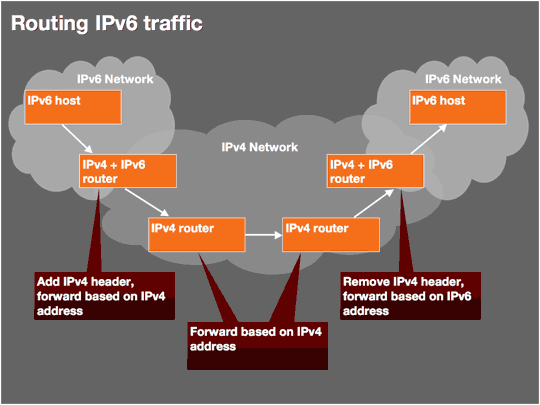 Routing IPv6 traffic
IPv6 Network
IPv6 host
IPv4 + IPv6
router
IPv4 Network
IPv4 router
IPv4 router
IPv4 + IPv6
router
IPv6 Network
IPv6 host
Add IPv4 header,
forward based on IPv4
address
Forward based on IPv4
address
Remove IPv4 header,
forward based on IPv6
address